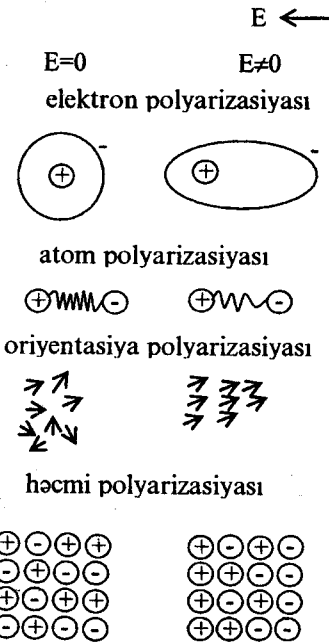 E
E=0 E≠0
elektron polyarizasiyası
+ - + -
atom polyarizasiyası
+ - + -
oriyentasiya polyarizasiyası
həcmi polyarizasiyası
+ - + + + - + -
- + - - + + - -
+ - + + + - + -
- + - - + + - -